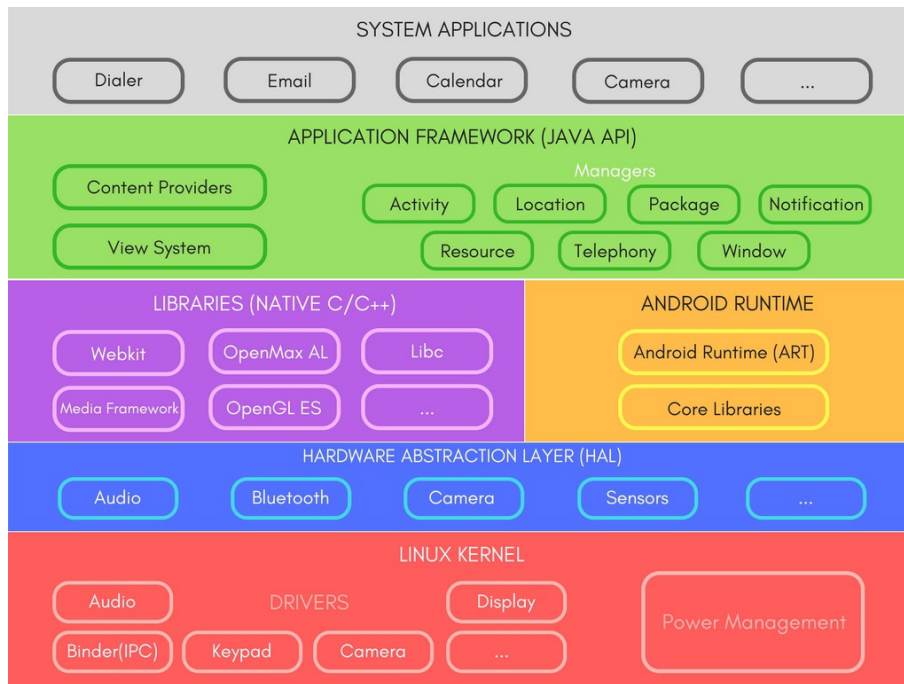 SYSTEM APPLICATIONS
Dialer
Email
Calendar
Camera
...
APPLICATION FRAMEWORK (JAVA API)
Content Providers
View System
Managers
Activity
Location
Package
Notification
Resource
Telephony
Window
LIBRARIES (NATIVE C/C++)
Webkit
OpenMax AL
Libc
Media Framework
OpenGL ES
...
ANDROID RUNTIME
Android Runtime (ART)
Core Libraries
HARDWARE ABSTRACTION LAYER (HAL)
Audio
Bluetooth
Camera
Sensors
...
LINUX KERNEL
Audio
DRIVERS
Display
Binder(IPC)
Keypad
Camera
...
Power Management